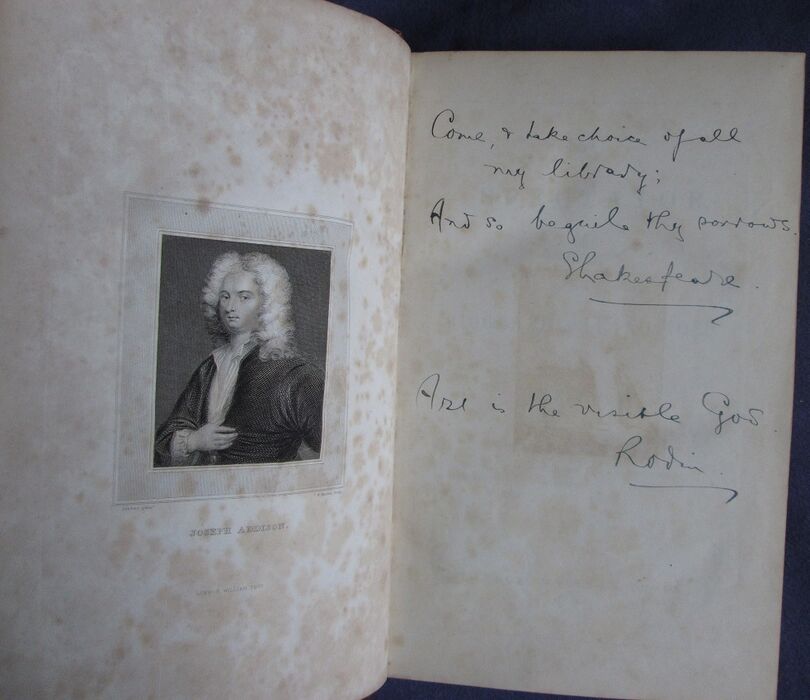 JOSEPH ADDISON.
Come, & take choice of all
my library;
And so beguile thy sorrows.
Shakespeare.
Art is the visible God.
Rodin.